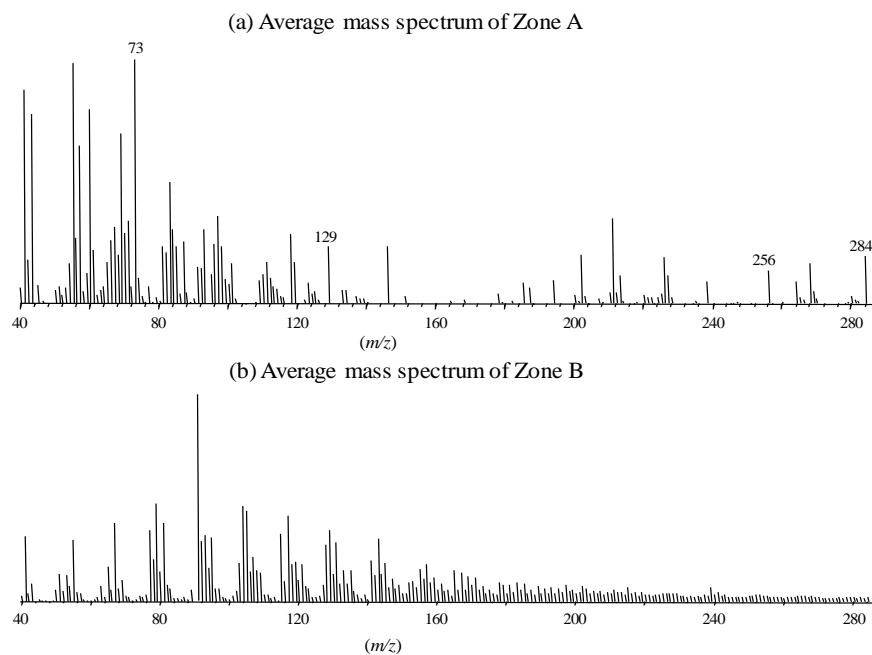 (a) Average mass spectrum of Zone A
73
129
256
284
40 80 120 160 200 240 280
(m/z)
(b) Average mass spectrum of Zone B
40 80 120 160 200 240 280
(m/z)